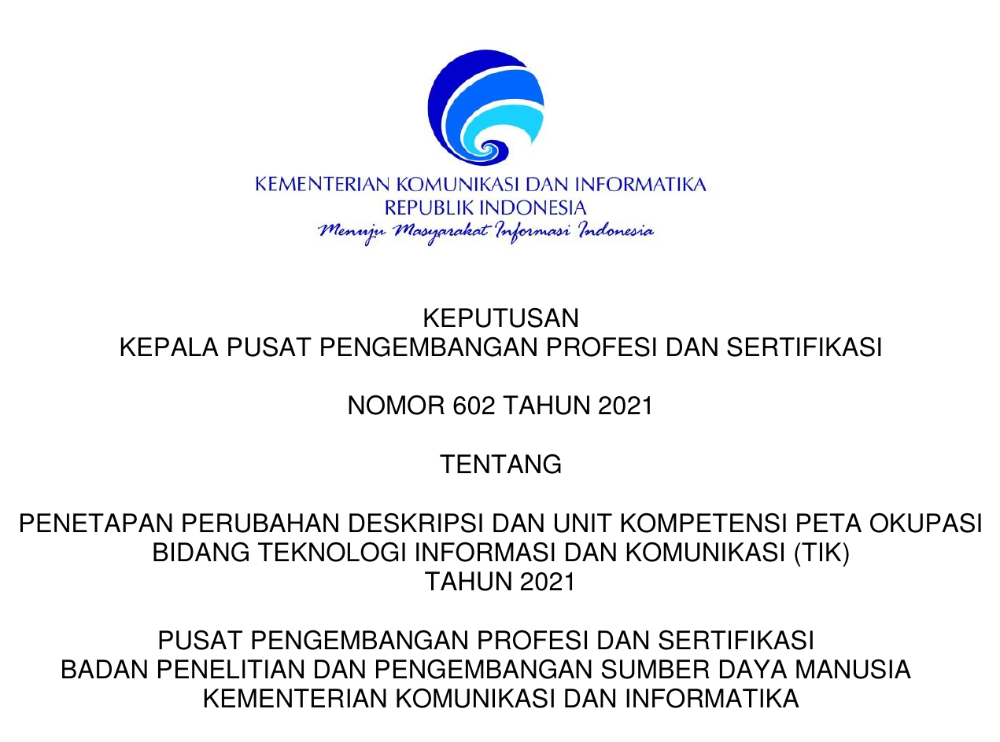 KEMENTERIAN KOMUNIKASI DAN INFORMATIKA
REPUBLIK INDONESIA
Menuju Masyarakat Informasi Indonesia
KEPUTUSAN
KEPALA PUSAT PENGEMBANGAN PROFESI DAN SERTIFIKASI
NOMOR 602 TAHUN 2021
TENTANG
PENETAPAN PERUBAHAN DESKRIPSI DAN UNIT KOMPETENSI PETA OKUPASI
BIDANG TEKNOLOGI INFORMASI DAN KOMUNIKASI (TIK)
TAHUN 2021
PUSAT PENGEMBANGAN PROFESI DAN SERTIFIKASI
BADAN PENELITIAN DAN PENGEMBANGAN SUMBER DAYA MANUSIA
KEMENTERIAN KOMUNIKASI DAN INFORMATIKA